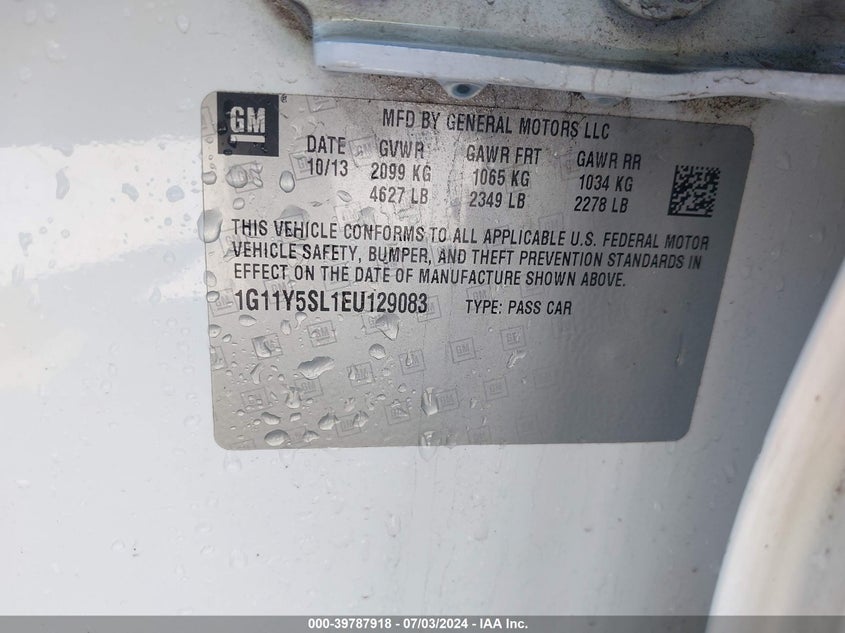 GM ®
MFD BY GENERAL MOTORS LLC
DATE GVWR GAWR FRT GAWR RR
10/13 2099 KG 1065 KG 1034 KG
4627 LB 2349 LB 2278 LB
THIS VEHICLE CONFORMS TO ALL APPLICABLE U.S. FEDERAL MOTOR
VEHICLE SAFETY, BUMPER, AND THEFT PREVENTION STANDARDS IN
EFFECT ON THE DATE OF MANUFACTURE SHOWN ABOVE.
1G11Y5SL1EU129083 TYPE: PASS CAR
000-39787918 - 07/03/2024 - IAA Inc.